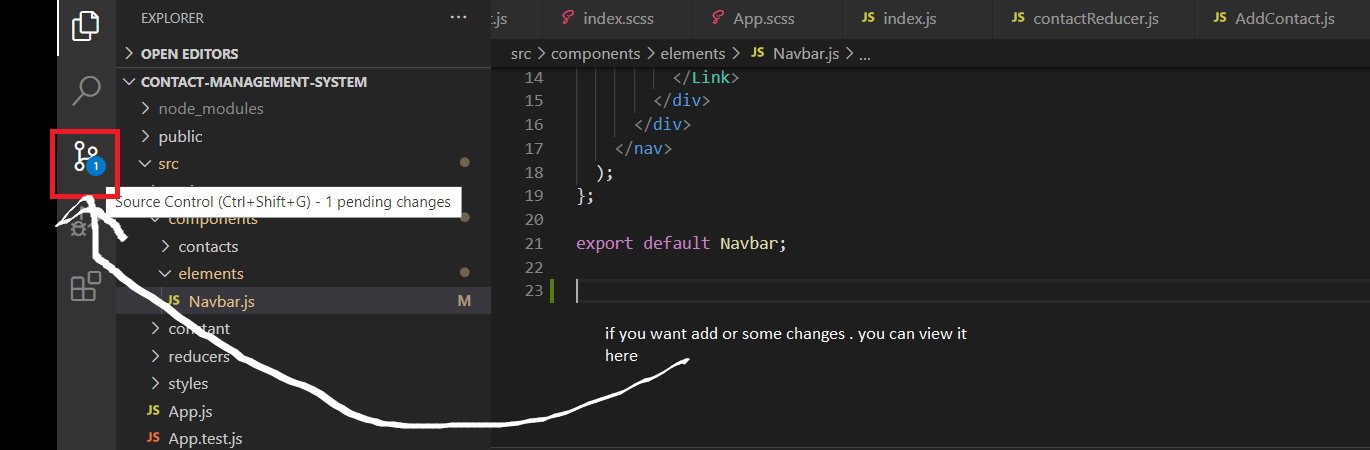 EXPLORER
...
.js
index.scss
App.scss
JS index.js
JS contactReducer.js
JS AddContact.js
OPEN EDITORS
src > components > elements > JS Navbar.js > ...
CONTACT-MANAGEMENT-SYSTEM
14 </Link>
node_modules
15 </div>
public
16 </div>
src
17 </nav>
1
18 );
Source Control (Ctrl+Shift+G) - 1 pending changes
19 };
components
20
contacts
21 export default Navbar;
elements
22
JS Navbar.js M
23
constant
if you want add or some changes . you can view it
here
reducers
styles
JS App.js
JS App.test.js